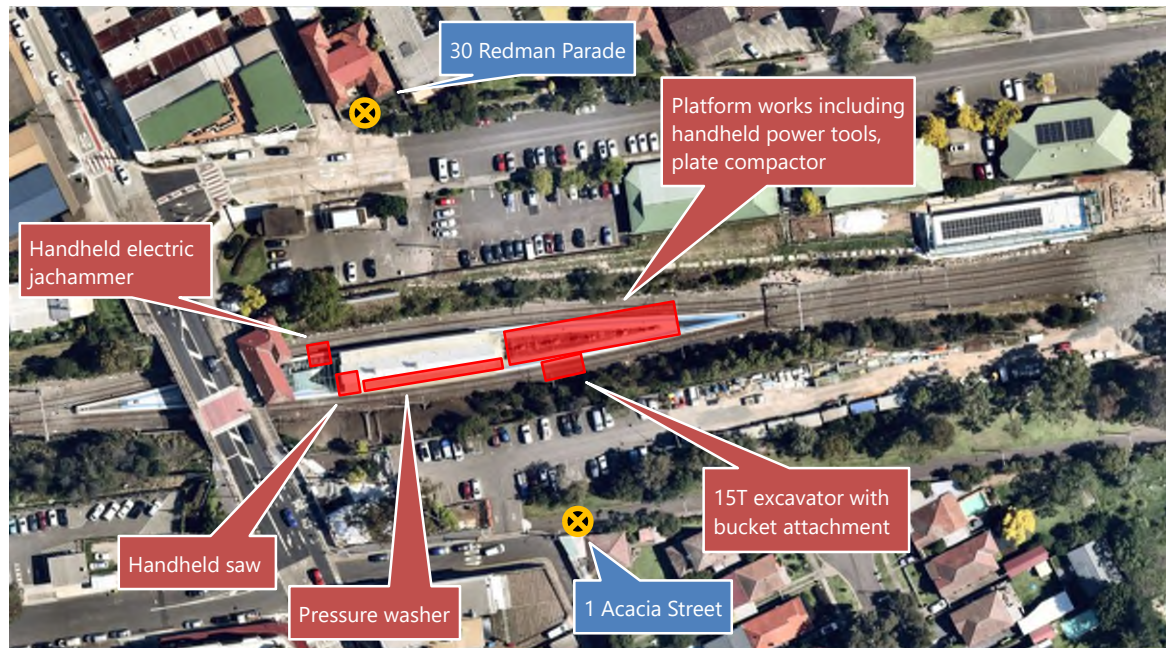 30 Redman Parade
Platform works including
handheld power tools,
plate compactor
Handheld electric
jachammer
15T excavator with
bucket attachment
Handheld saw
Pressure washer
1 Acacia Street